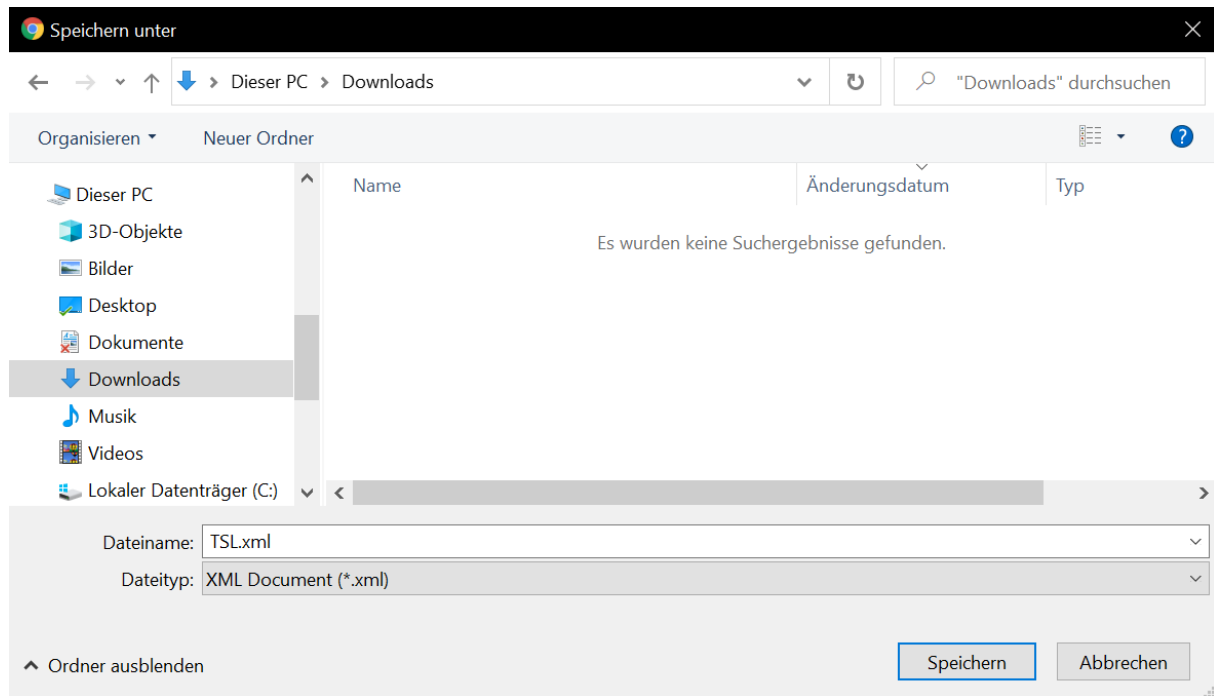 Speichern unter
Dieser PC > Downloads
"Downloads" durchsuchen
Organisieren
Neuer Ordner
?
Dieser PC
3D-Objekte
Bilder
Desktop
Dokumente
Downloads
Musik
Videos
Lokaler Datenträger (C:)
Name
Änderungsdatum
Typ
Es wurden keine Suchergebnisse gefunden.
Dateiname: TSL.xml
Dateityp: XML Document (*.xml)
Ordner ausblenden
Speichern
Abbrechen